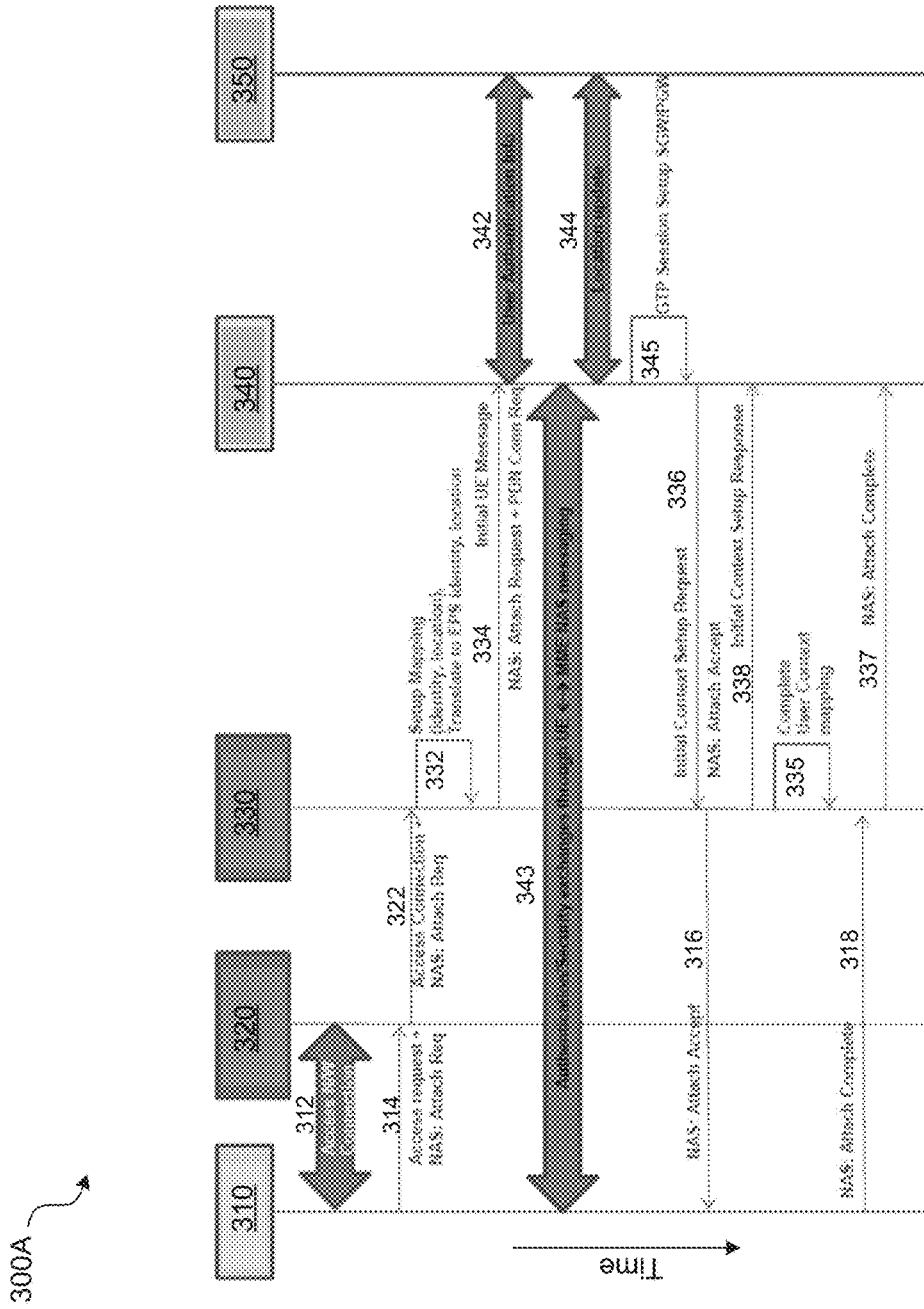 300A
310
320
330
340
350
312
314
Access request +
NAS: Attach Req
322
Access Connection
NAS: Attach Req
332
Setup Mapping
(identity, location),
Translate to EPS identity, location
334
Initial UE Message
NAS: Attach Request + PDN Conn Req
342
343
344
345
GTP Session Setup SGW/PGW
336
Initial Context Setup Request
NAS: Attach Accept
316
NAS: Attach Accept
338
Initial Context Setup Response
335
Complete
User Context
mapping
318
NAS: Attach Complete
337
NAS: Attach Complete
Time